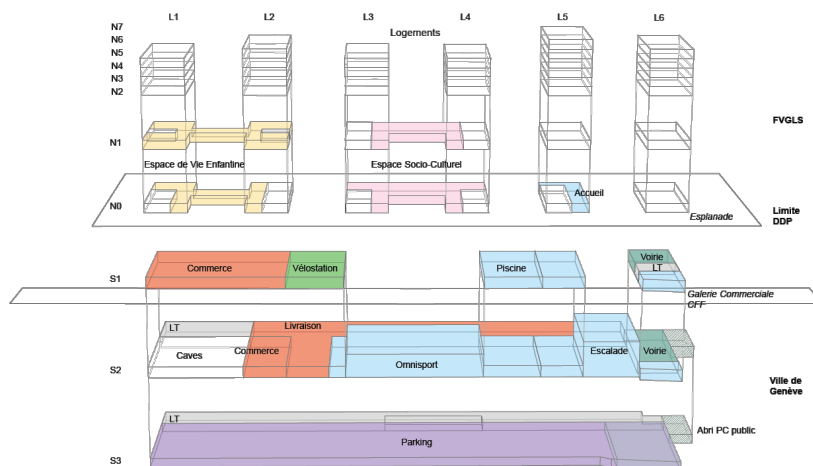 L1 L2 L3 L4 L5 L6
N7
Logements
N6
N5
N4
N3
N2
FVGLS
N1
Espace de Vie Enfantine Espace Socio-Culturel
Accueil
N0
Limite
DDP
Esplanade
Voirie
Commerce Vélostation Piscine LT
S1
Galerie Commerciale
CFF
LT Livraison
Caves Commerce Escalade Voirie
Omnisport
S2
Ville de
Genève
LT
Abri PC public
Parking
S3